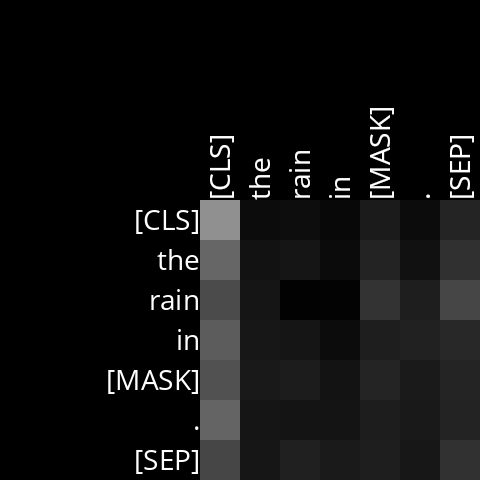 [CLS] the rain in [MASK] . [SEP]
[CLS]
the
rain
in
[MASK]
.
[SEP]